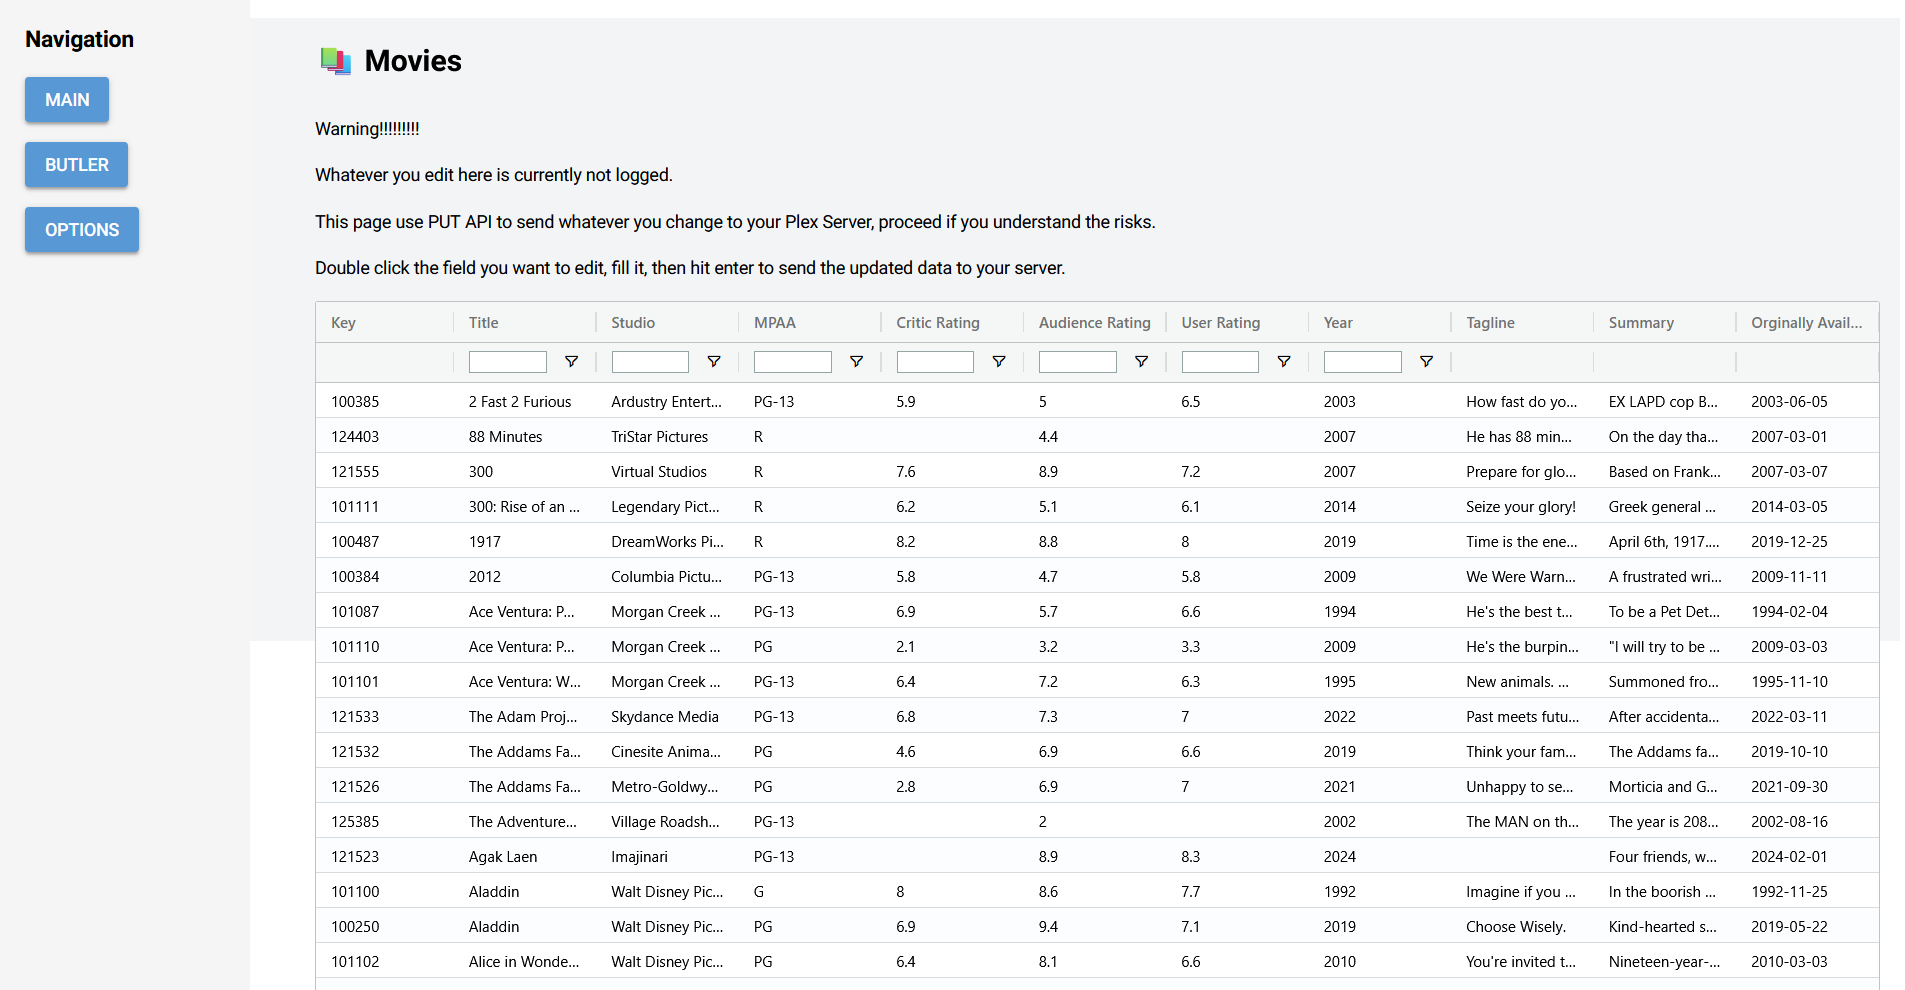 Navigation
MAIN
BUTLER
OPTIONS
Movies
Warning!!!!!!!!!
Whatever you edit here is currently not logged.
This page use PUT API to send whatever you change to your Plex Server, proceed if you understand the risks.
Double click the field you want to edit, fill it, then hit enter to send the updated data to your server.
Key Title Studio MPAA Critic Rating Audience Rating User Rating Year Tagline Summary Orginally Avail...
100385 2 Fast 2 Furious Ardustry Entert... PG-13 5.9 5 6.5 2003 How fast do yo... EX LAPD cop B... 2003-06-05
124403 88 Minutes TriStar Pictures R 4.4 2007 He has 88 min... On the day tha... 2007-03-01
121555 300 Virtual Studios R 7.6 8.9 7.2 2007 Prepare for glo... Based on Frank... 2007-03-07
101111 300: Rise of an ... Legendary Pict... R 6.2 5.1 6.1 2014 Seize your glory! Greek general ... 2014-03-05
100487 1917 DreamWorks Pi... R 8.2 8.8 8 2019 Time is the ene... April 6th, 1917.... 2019-12-25
100384 2012 Columbia Pictu... PG-13 5.8 4.7 5.8 2009 We Were Warn... A frustrated wri... 2009-11-11
101087 Ace Ventura: P... Morgan Creek ... PG-13 6.9 5.7 6.6 1994 He's the best t... To be a Pet Det... 1994-02-04
101110 Ace Ventura: P... Morgan Creek ... PG 2.1 3.2 3.3 2009 He's the burpin... "I will try to be ... 2009-03-03
101101 Ace Ventura: W... Morgan Creek ... PG-13 6.4 7.2 6.3 1995 New animals. ... Summoned fro... 1995-11-10
121533 The Adam Proj... Skydance Media PG-13 6.8 7.3 7 2022 Past meets futu... After accidenta... 2022-03-11
121532 The Addams Fa... Cinesite Anima... PG 4.6 6.9 6.6 2019 Think your fam... The Addams fa... 2019-10-10
121526 The Addams Fa... Metro-Goldwy... PG 2.8 6.9 7 2021 Unhappy to se... Morticia and G... 2021-09-30
125385 The Adventure... Village Roadsh... PG-13 2 2002 The MAN on th... The year is 208... 2002-08-16
121523 Agak Laen Imajinari PG-13 8.9 8.3 2024 Four friends, w... 2024-02-01
101100 Aladdin Walt Disney Pic... G 8 8.6 7.7 1992 Imagine if you ... In the boorish ... 1992-11-25
100250 Aladdin Walt Disney Pic... PG 6.9 9.4 7.1 2019 Choose Wisely. Kind-hearted s... 2019-05-22
101102 Alice in Wonde... Walt Disney Pic... PG 6.4 8.1 6.6 2010 You're invited t... Nineteen-year-... 2010-03-03